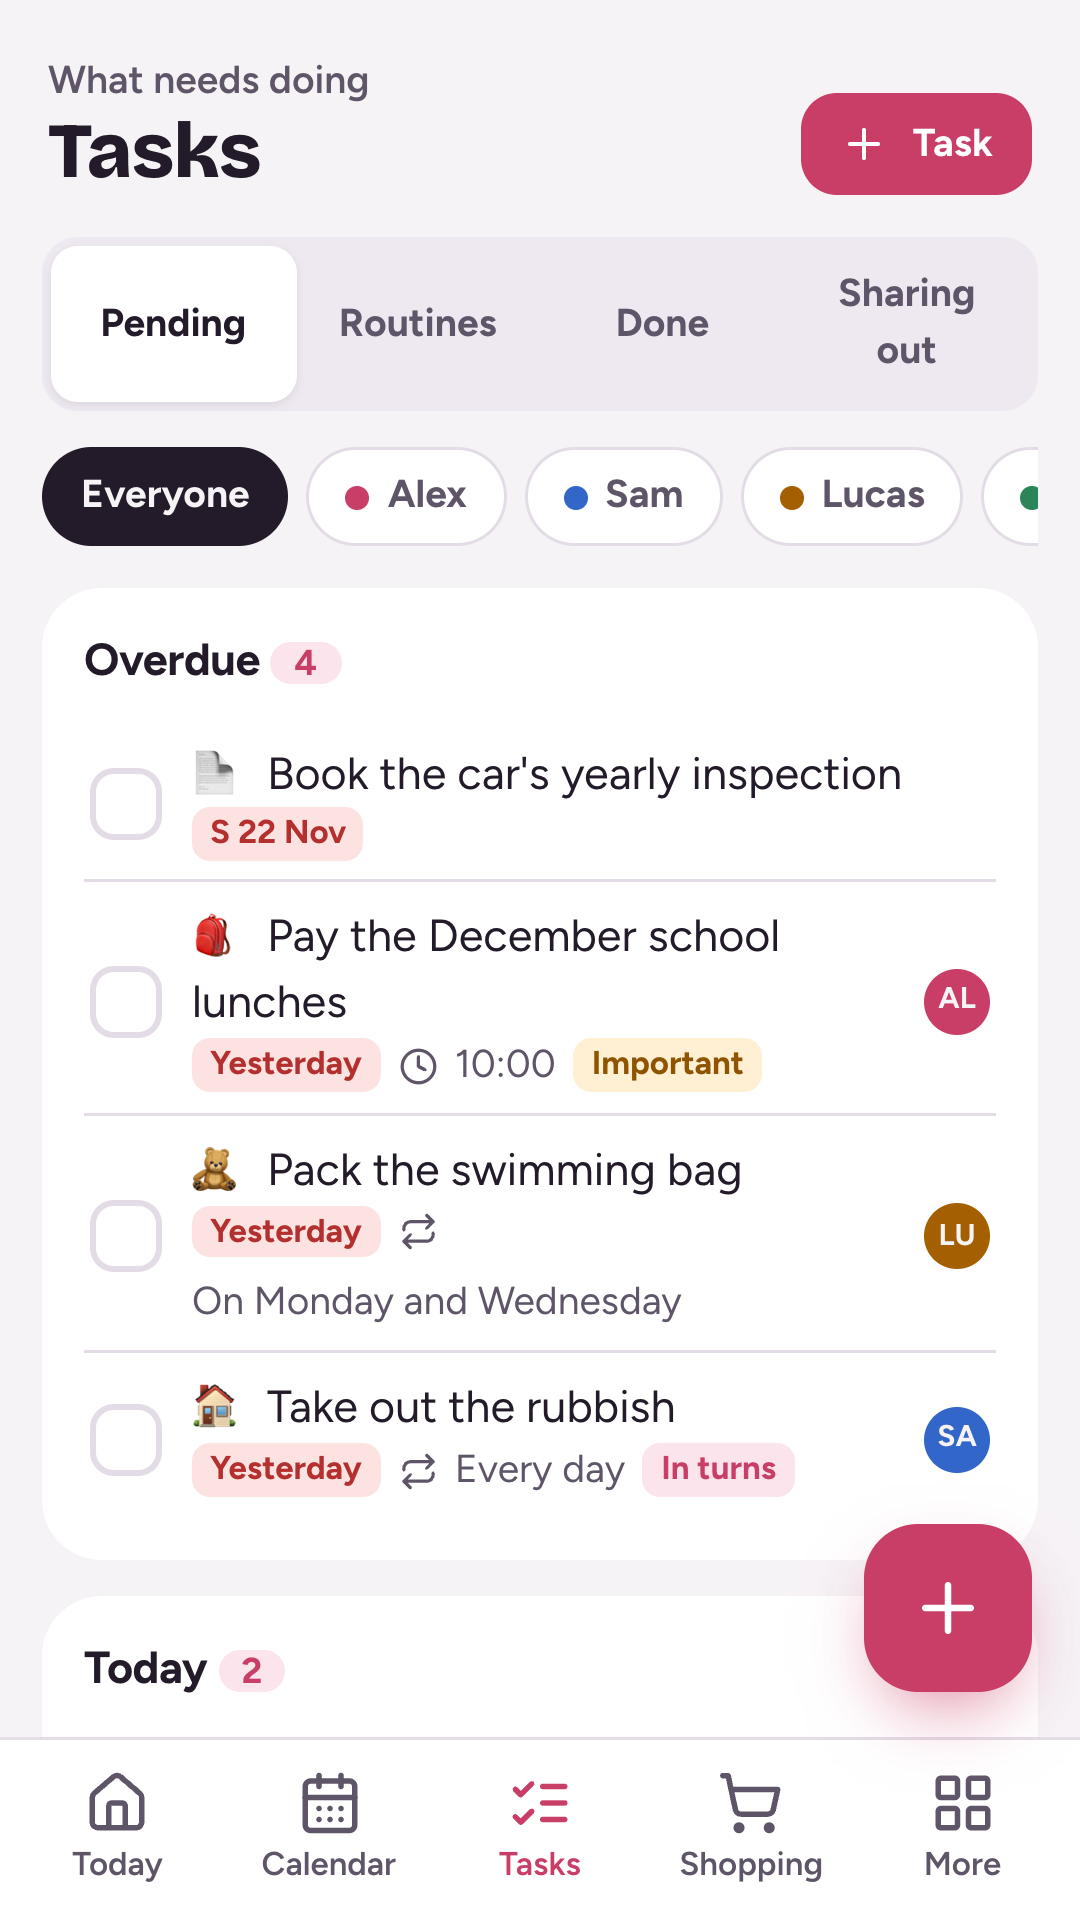 What needs doing
Tasks
Task
Pending
Routines
Done
Sharing
out
Everyone
Alex
Sam
Lucas
Overdue 4
Book the car's yearly inspection
S 22 Nov
Pay the December school
lunches
AL
Yesterday 10:00 Important
Pack the swimming bag
Yesterday
LU
On Monday and Wednesday
Take out the rubbish
SA
Yesterday Every day In turns
Today 2
Today
Calendar
Tasks
Shopping
More